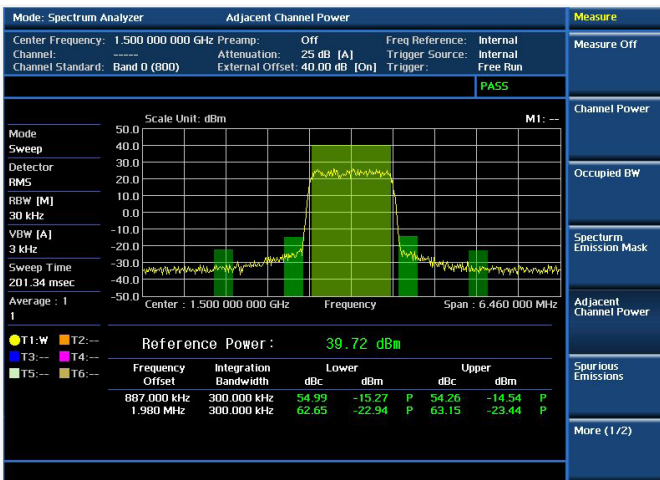 Mode: Spectrum Analyzer Adjacent Channel Power Measure
Center Frequency: 1.500 000 000 GHz Preamp: Off Freq Reference: Internal
Channel: ----- Attenuation: 25 dB [A] Trigger Source: Internal
Channel Standard: Band 0 (800) External Offset: 40.00 dB [On] Trigger: Free Run
PASS
Measure Off
Channel Power
Occupied BW
Specturm
Emission Mask
Adjacent
Channel Power
Spurious
Emissions
More (1/2)
Mode
Sweep
Detector
RMS
RBW [M]
30 kHz
VBW [A]
3 kHz
Sweep Time
201.34 msec
Average : 1
1
T1:W T2:--
T3:-- T4:--
T5:-- T6:--
Scale Unit: dBm M1: --
50.0
40.0
30.0
20.0
10.0
0.0
-10.0
-20.0
-30.0
-40.0
-50.0
Center : 1.500 000 000 GHz Frequency Span : 6.460 000 MHz
Reference Power: 39.72 dBm
Frequency Integration Lower Upper
Offset Bandwidth dBc dBm dBc dBm
887.000 kHz 300.000 kHz 54.99 -15.27 P 54.26 -14.54 P
1.980 MHz 300.000 kHz 62.65 -22.94 P 63.15 -23.44 P